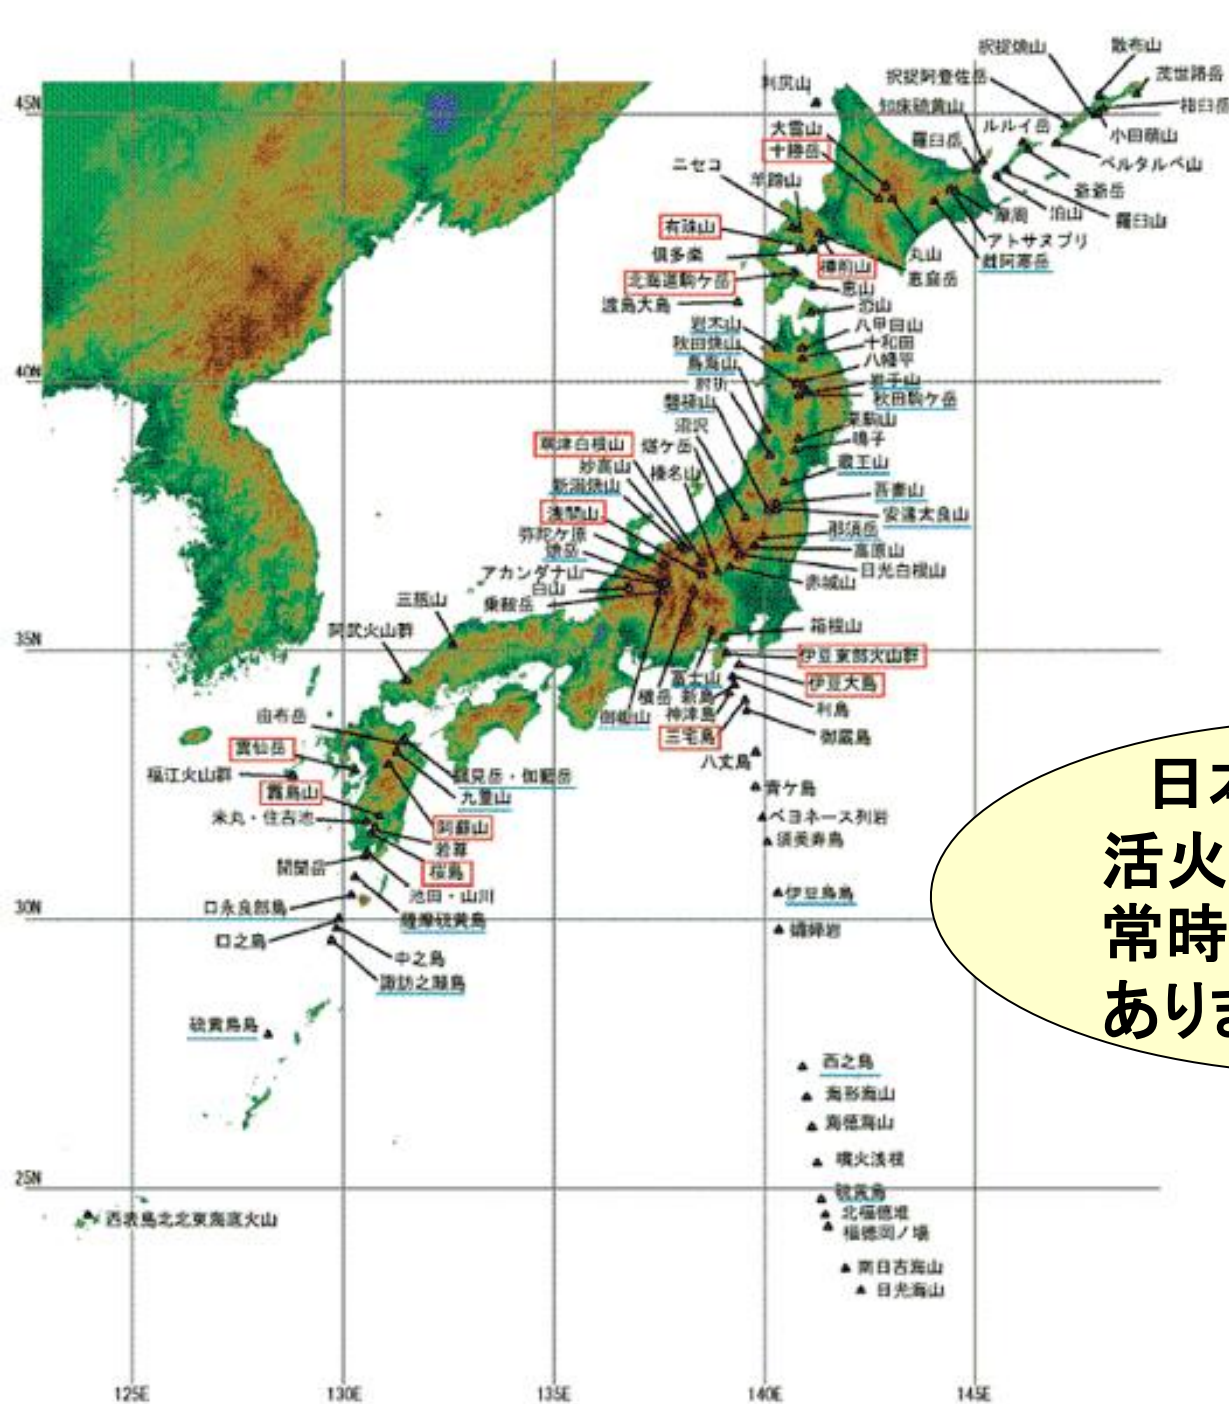 択捉焼山
散布山
択捉阿登佐岳
茂世路岳
利尻山
45N
知床硫黄山
ルルイ岳
小田萌山
大雪山
羅臼岳
十勝岳
ベルタルベ山
ニセコ
羊蹄山
爺爺岳
摩周
泊山
羅臼山
有珠山
アトサヌプリ
倶多楽
丸山
雌阿寒岳
樽前山
北海道駒ケ岳
恵山
恵庭岳
渡島大島
恐山
岩木山
八甲田山
秋田焼山
十和田
鳥海山
八幡平
40N
肘折
岩手山
磐梯山
秋田駒ケ岳
沼沢
栗駒山
草津白根山
燧ケ岳
鳴子
妙高山
榛名山
蔵王山
新潟焼山
吾妻山
浅間山
安達太良山
弥陀ケ原
那須岳
焼岳
高原山
アカンダナ山
日光白根山
白山
赤城山
乗鞍岳
三瓶山
阿武火山群
箱根山
35N
伊豆東部火山群
富士山
伊豆大島
横岳
新島
神津島
利島
御嶽山
由布岳
三宅島
御蔵島
雲仙岳
八丈島
福江火山群
鶴見岳・伽藍岳
霧島山
九重山
青ケ島
米丸・住吉池
阿蘇山
ベヨネース列岩
若尊
須美寿島
開聞岳
桜島
池田・山川
伊豆鳥島
口永良部島
30N
薩摩硫黄島
孀婦岩
口之島
中之島
諏訪之瀬島
硫黄鳥島
西之島
海形海山
海徳海山
噴火浅根
25N
硫黄島
北福徳堆
西表島北北東海底火山
福徳岡ノ場
南日吉海山
日光海山
125E
130E
135E
140E
145E
活火
常時
あり